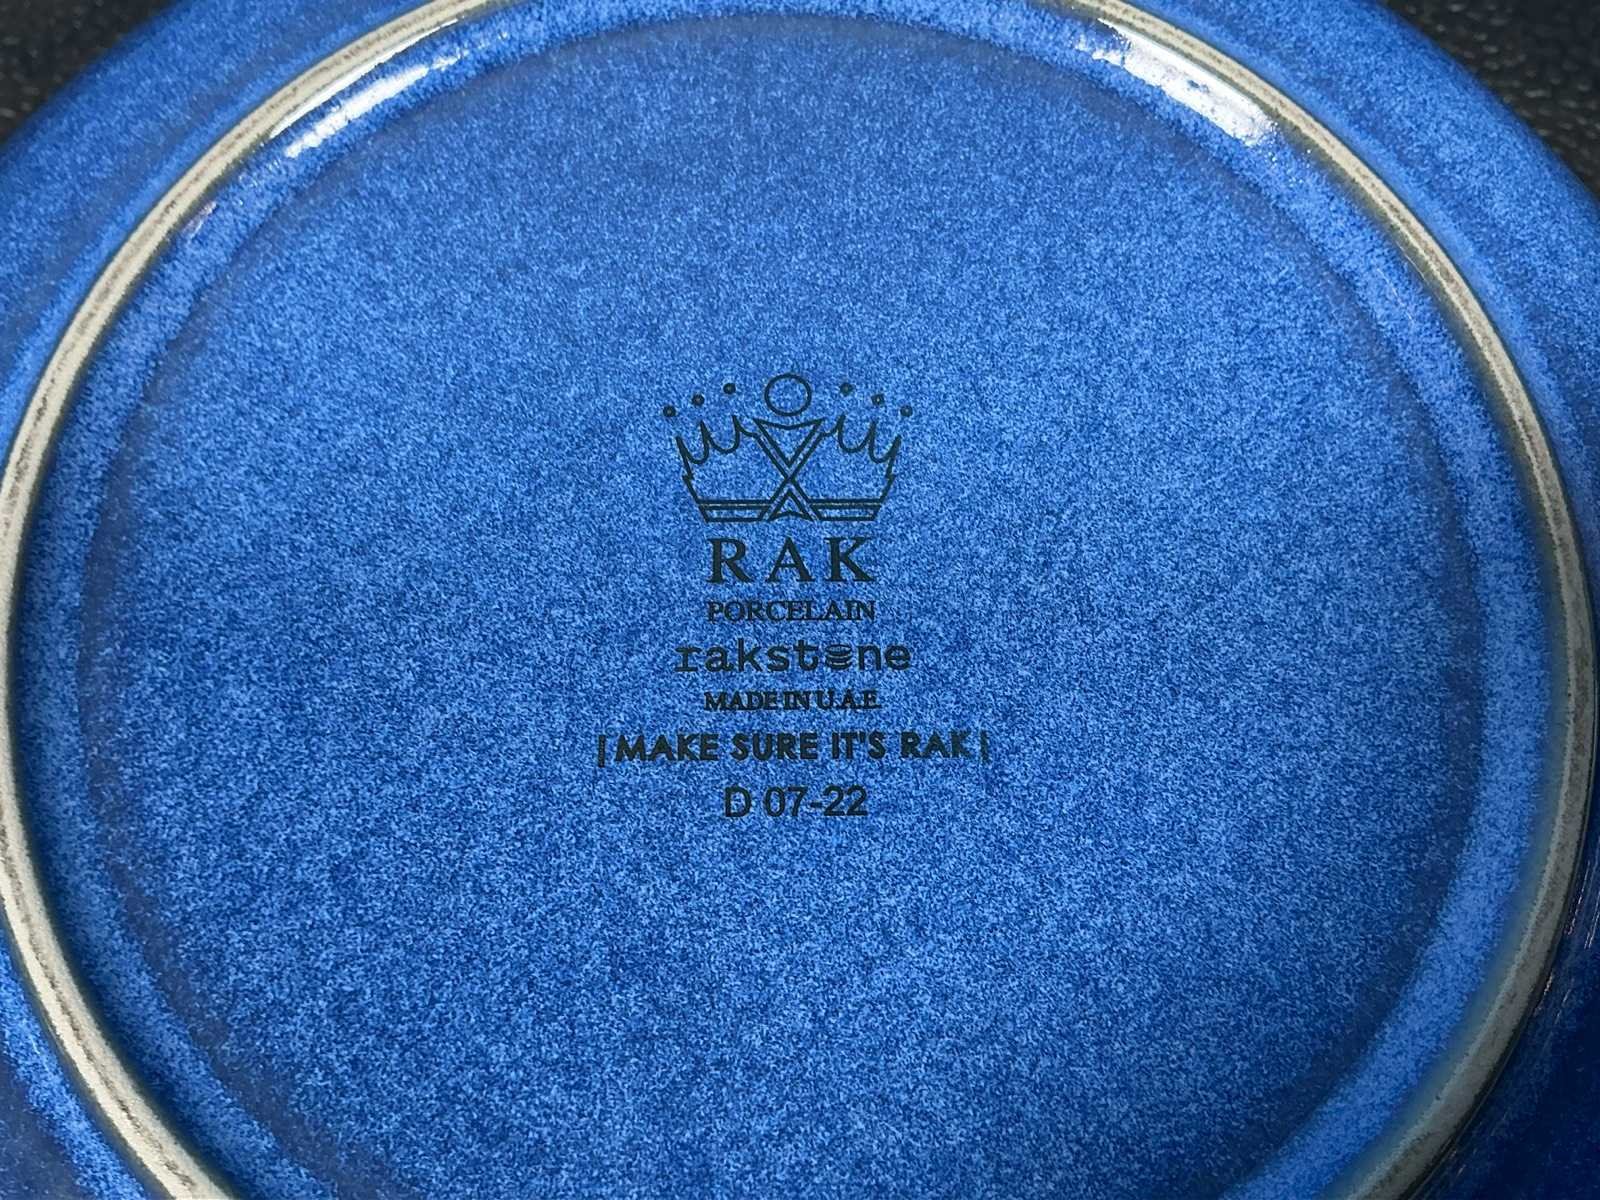 RAK
PORCELAIN
rakstone
MADE IN U.A.E.
| MAKE SURE IT'S RAK |
D 07-22